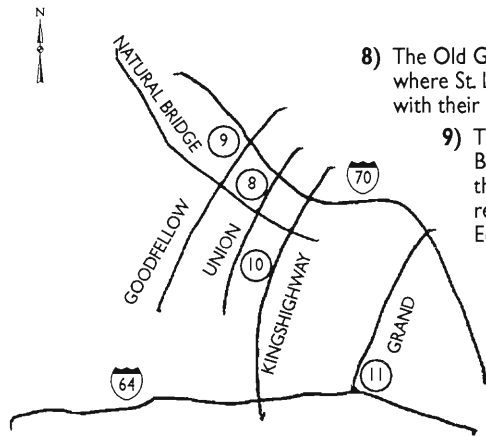 N
8) The Old G
where St. L
with their
9) T
B
th
re
E
NATURAL BRIDGE
9
8
70
GOODFELLOW
UNION
10
KINGSHIGHWAY
GRAND
64
11